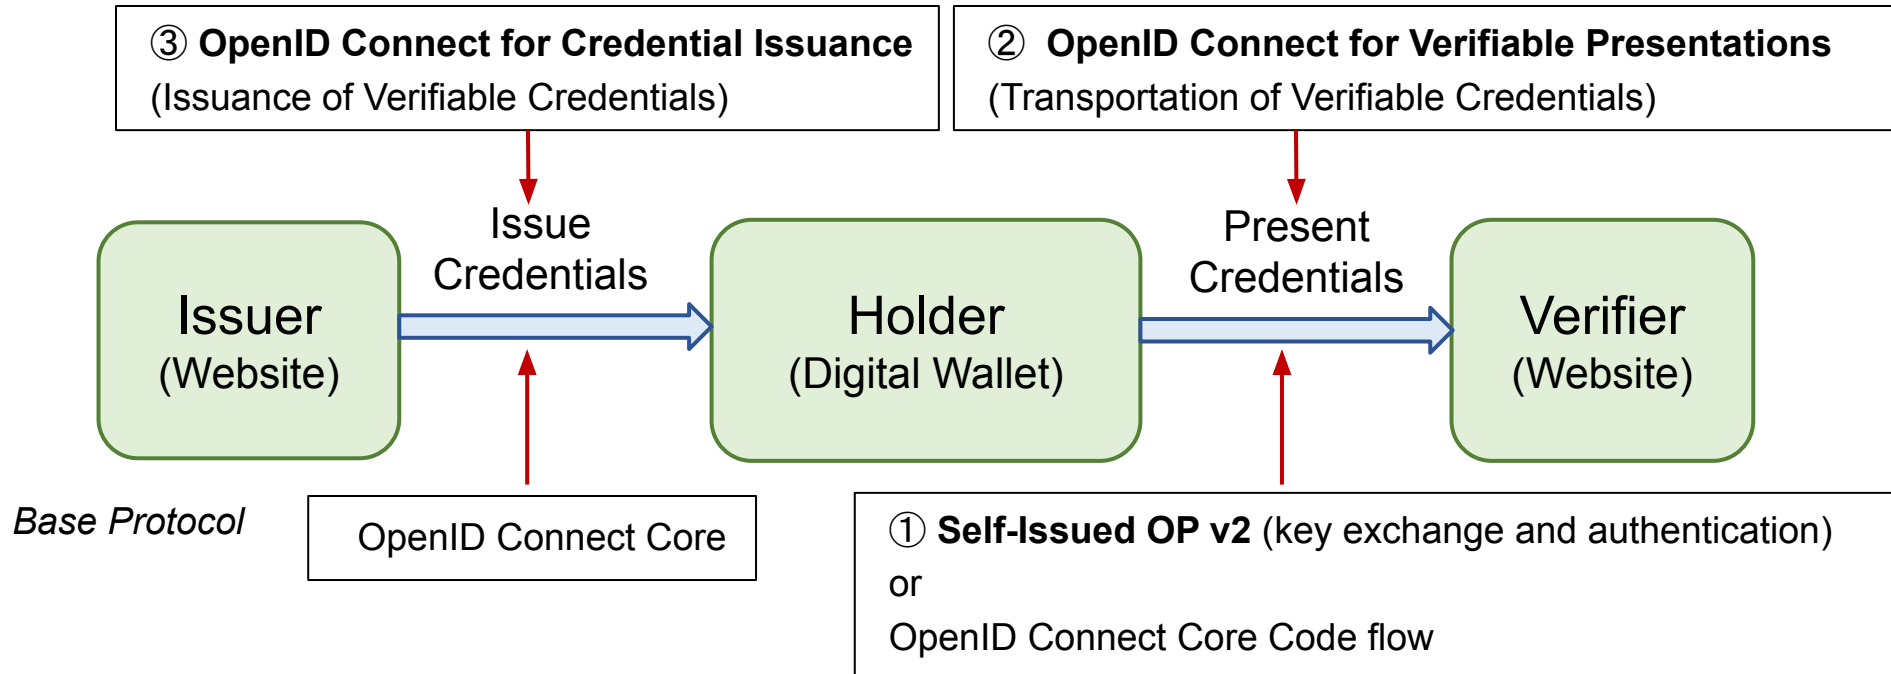 ③ OpenID Connect for Credential Issuance
(Issuance of Verifiable Credentials)
② OpenID Connect for Verifiable Presentations
(Transportation of Verifiable Credentials)
Issue
Credentials
Present
Credentials
Issuer
(Website)
Holder
(Digital Wallet)
Verifier
(Website)
Base Protocol
OpenID Connect Core
① Self-Issued OP v2 (key exchange and authentication)
or
OpenID Connect Core Code flow